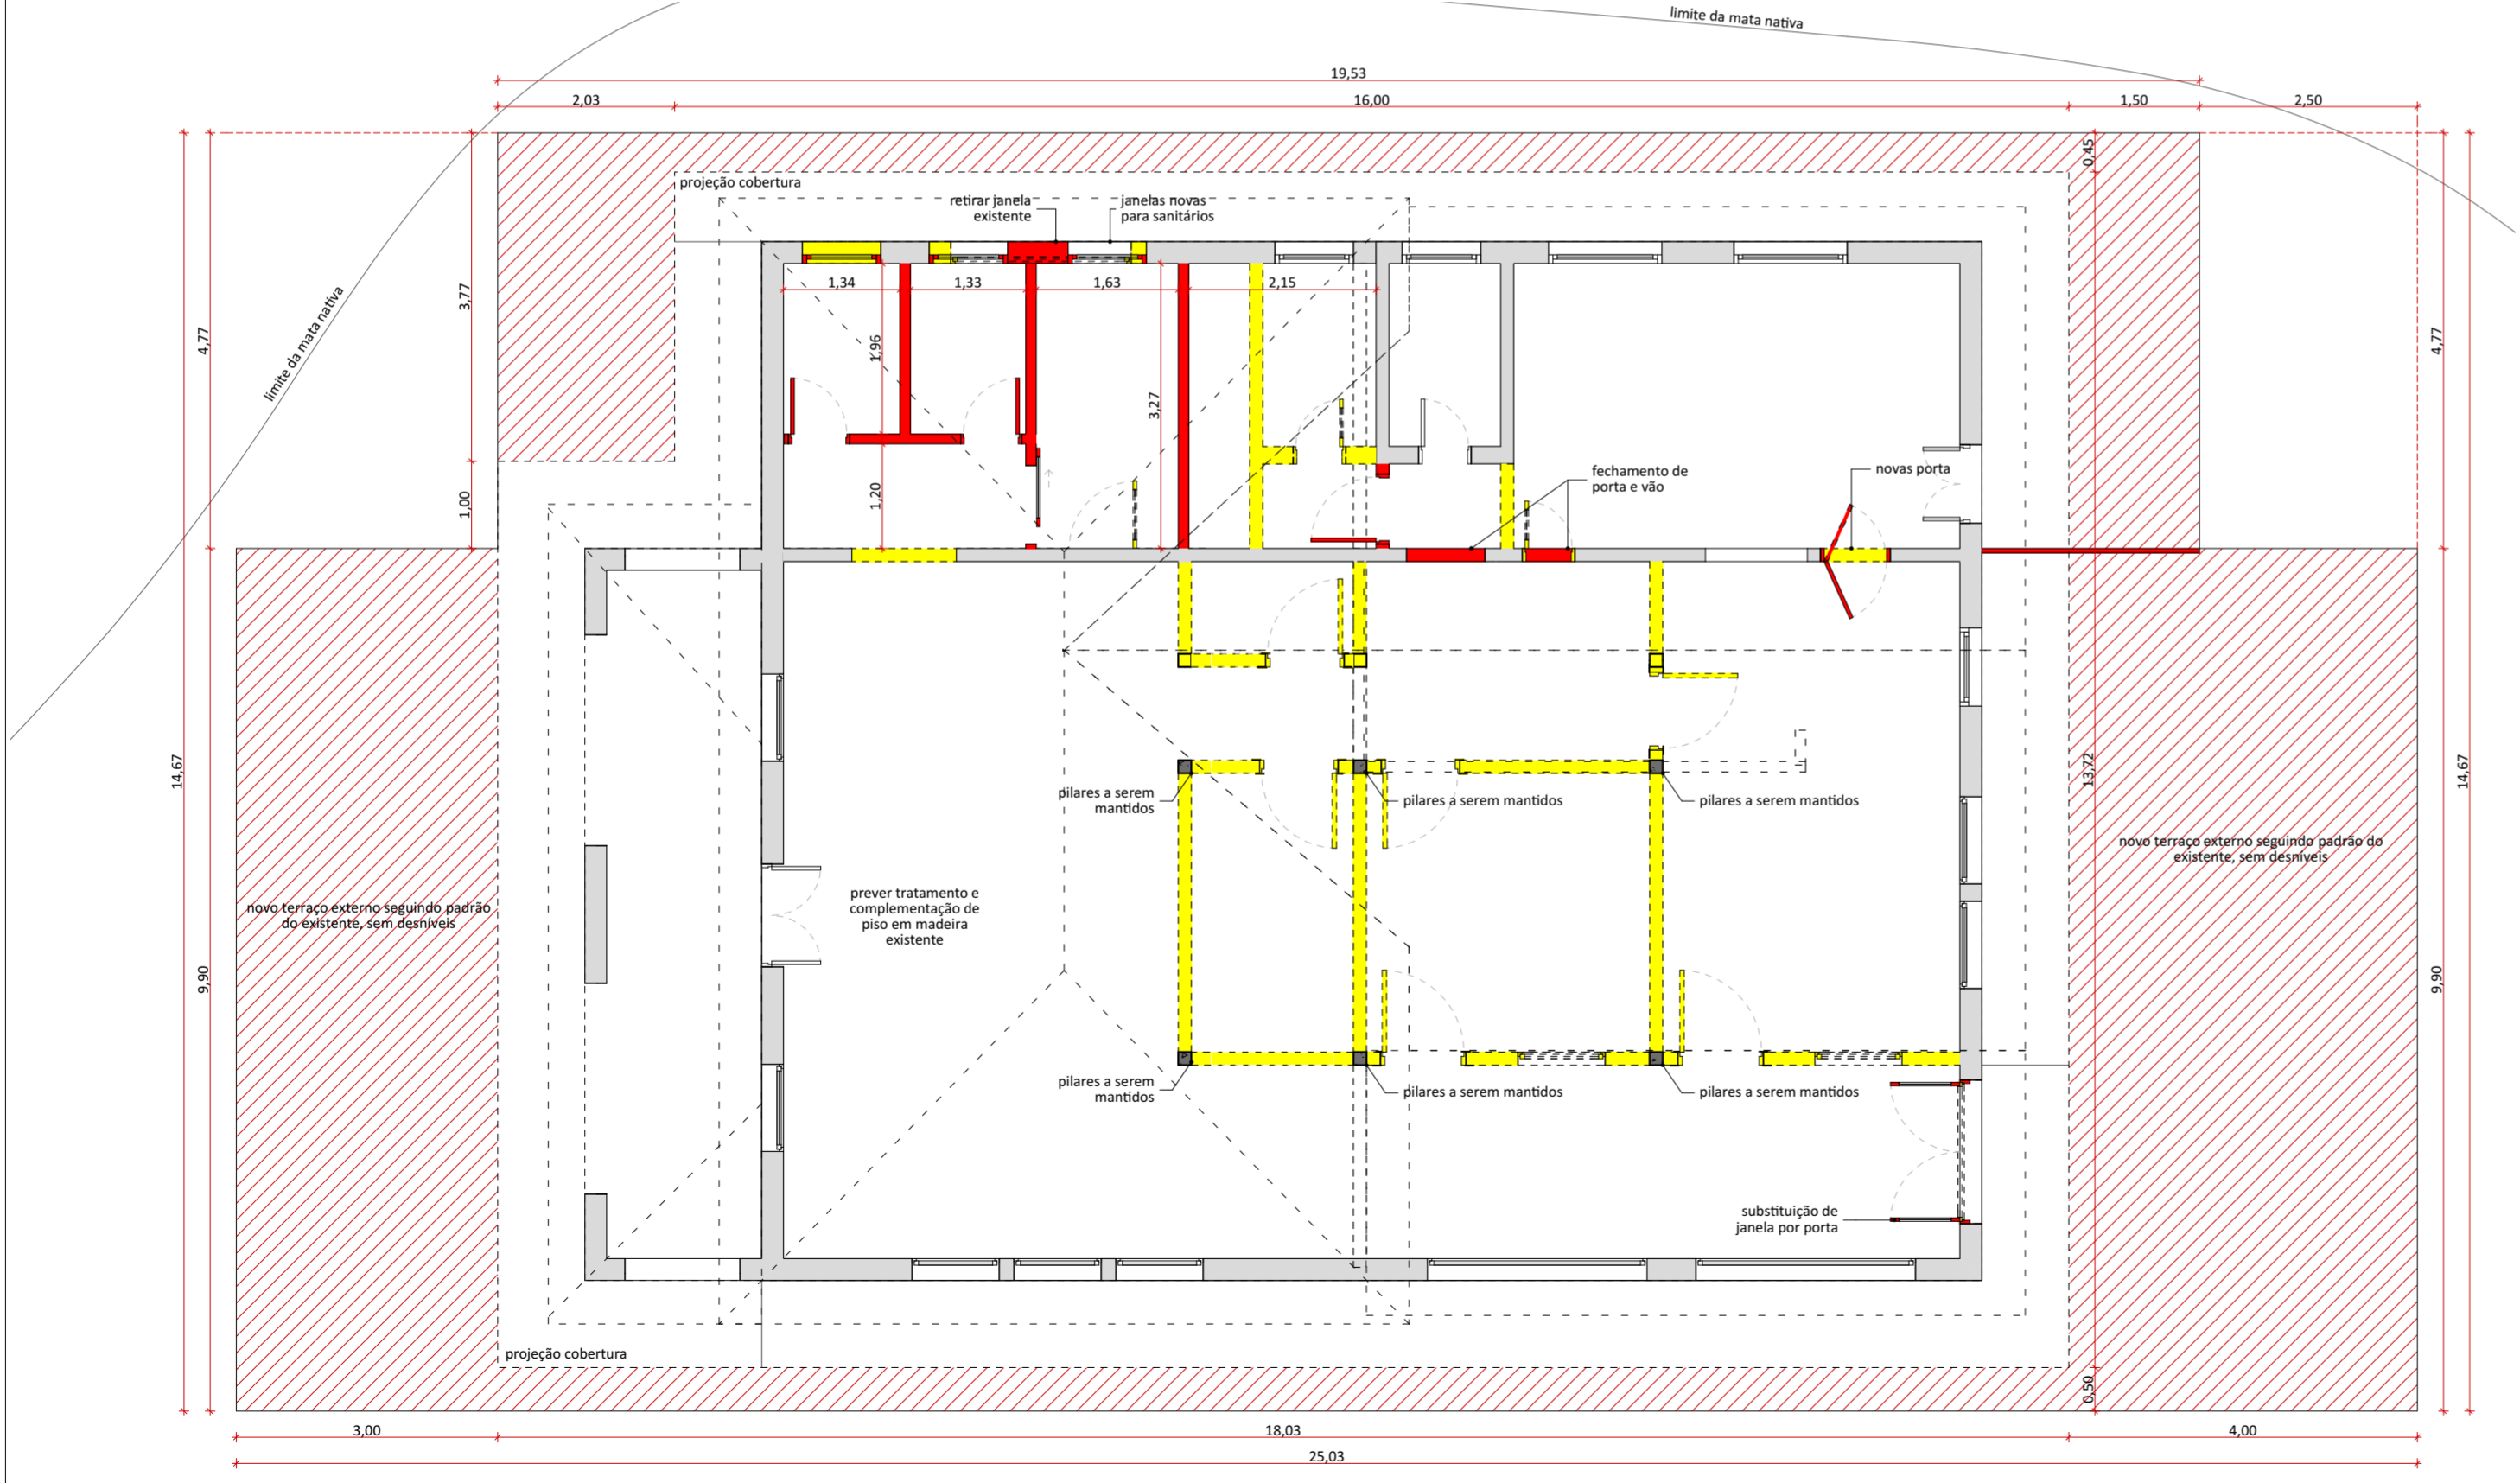 limite da mata nativa
19,53
2,03
16,00
1,50
2,50
0,45
projeção cobertura
retirar janela
existente
janelas novas
para sanitários
1,34
1,33
1,63
2,15
limite da mata nativa
3,77
4,77
1,96
3,27
4,77
1,00
1,20
fechamento de
porta e vão
novas porta
14,67
13,72
14,67
pilares a serem
mantidos
pilares a serem mantidos
pilares a serem mantidos
novo terraço externo seguindo padrão do
existente, sem desníveis
prever tratamento e
complementação de
piso em madeira
existente
novo terraço externo seguindo padrão
do existente, sem desníveis
9,90
9,90
pilares a serem
mantidos
pilares a serem mantidos
pilares a serem mantidos
substituição de
janela por porta
projeção cobertura
0,50
3,00
18,03
4,00
25,03